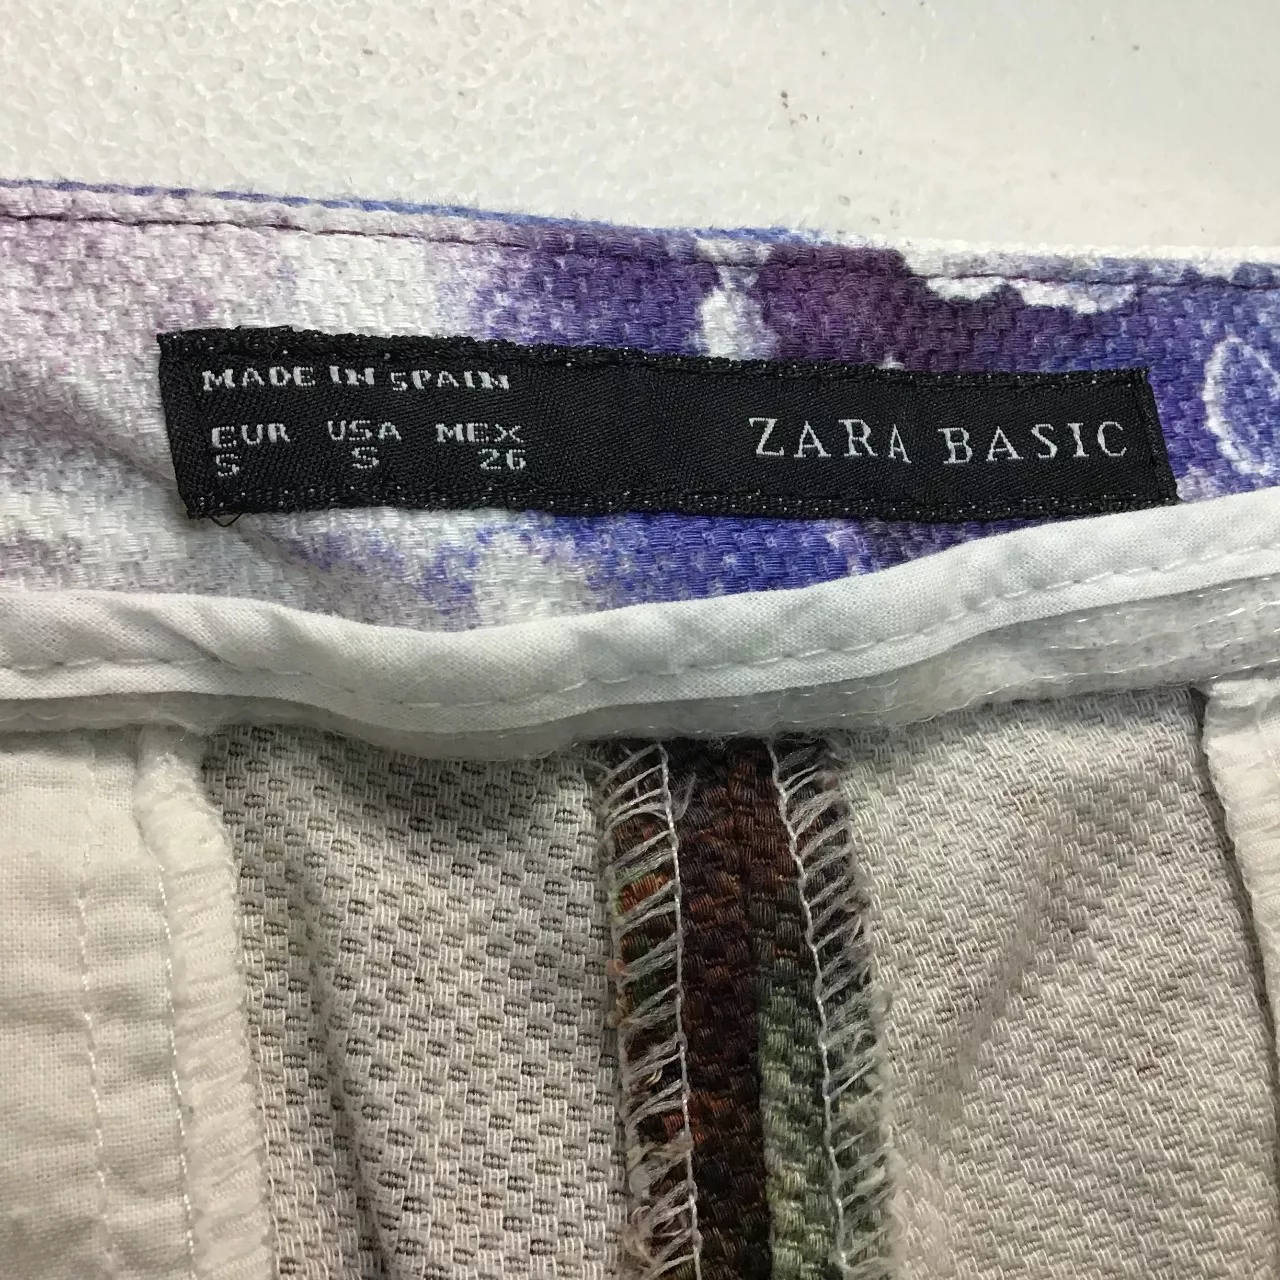 MADE IN SPAIN
EUR USA MEX
S S 26
ZARA BASIC